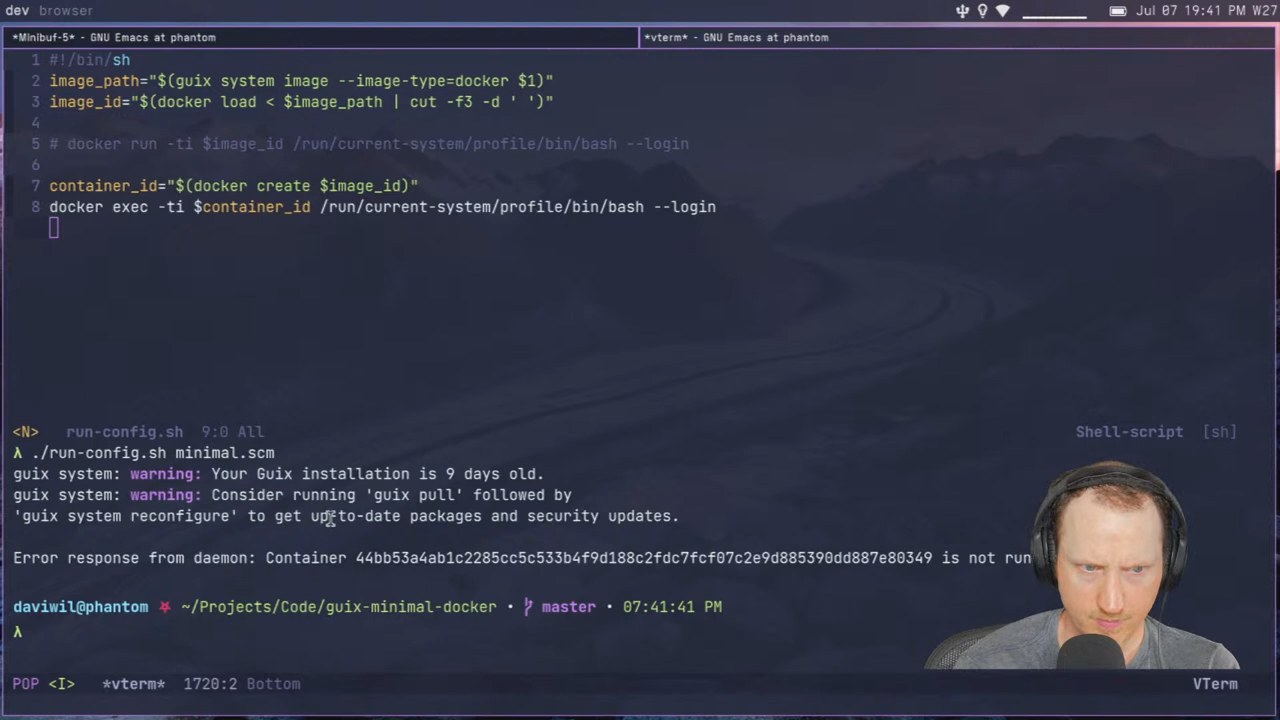 dev browser
Jul 07 19:41 PM W27
*Minibuf-5* - GNU Emacs at phantom
*vterm* - GNU Emacs at phantom
1 #!/bin/sh
2 image_path="$(guix system image --image-type=docker $1)"
3 image_id="$(docker load < $image_path | cut -f3 -d ' ')"
4
5 # docker run -ti $image_id /run/current-system/profile/bin/bash --login
6
7 container_id="$(docker create $image_id)"
8 docker exec -ti $container_id /run/current-system/profile/bin/bash --login
<N> run-config.sh 9:0 All Shell-script [sh]
λ ./run-config.sh minimal.scm
guix system: warning: Your Guix installation is 9 days old.
guix system: warning: Consider running 'guix pull' followed by
'guix system reconfigure' to get up-to-date packages and security updates.
Error response from daemon: Container 44bb53a4ab1c2285cc5c533b4f9d188c2fdc7fcf07c2e9d885390dd887e80349 is not run
daviwil@phantom ~/Projects/Code/guix-minimal-docker • master • 07:41:41 PM
λ
POP <I> *vterm* 1720:2 Bottom VTerm